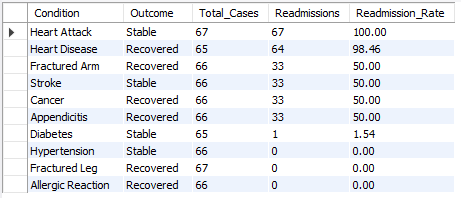 Condition Outcome Total_Cases Readmissions Readmission_Rate
Heart Attack Stable 67 67 100.00
Heart Disease Recovered 65 64 98.46
Fractured Arm Recovered 66 33 50.00
Stroke Stable 66 33 50.00
Cancer Recovered 66 33 50.00
Appendicitis Recovered 66 33 50.00
Diabetes Stable 65 1 1.54
Hypertension Stable 66 0 0.00
Fractured Leg Recovered 67 0 0.00
Allergic Reaction Recovered 66 0 0.00